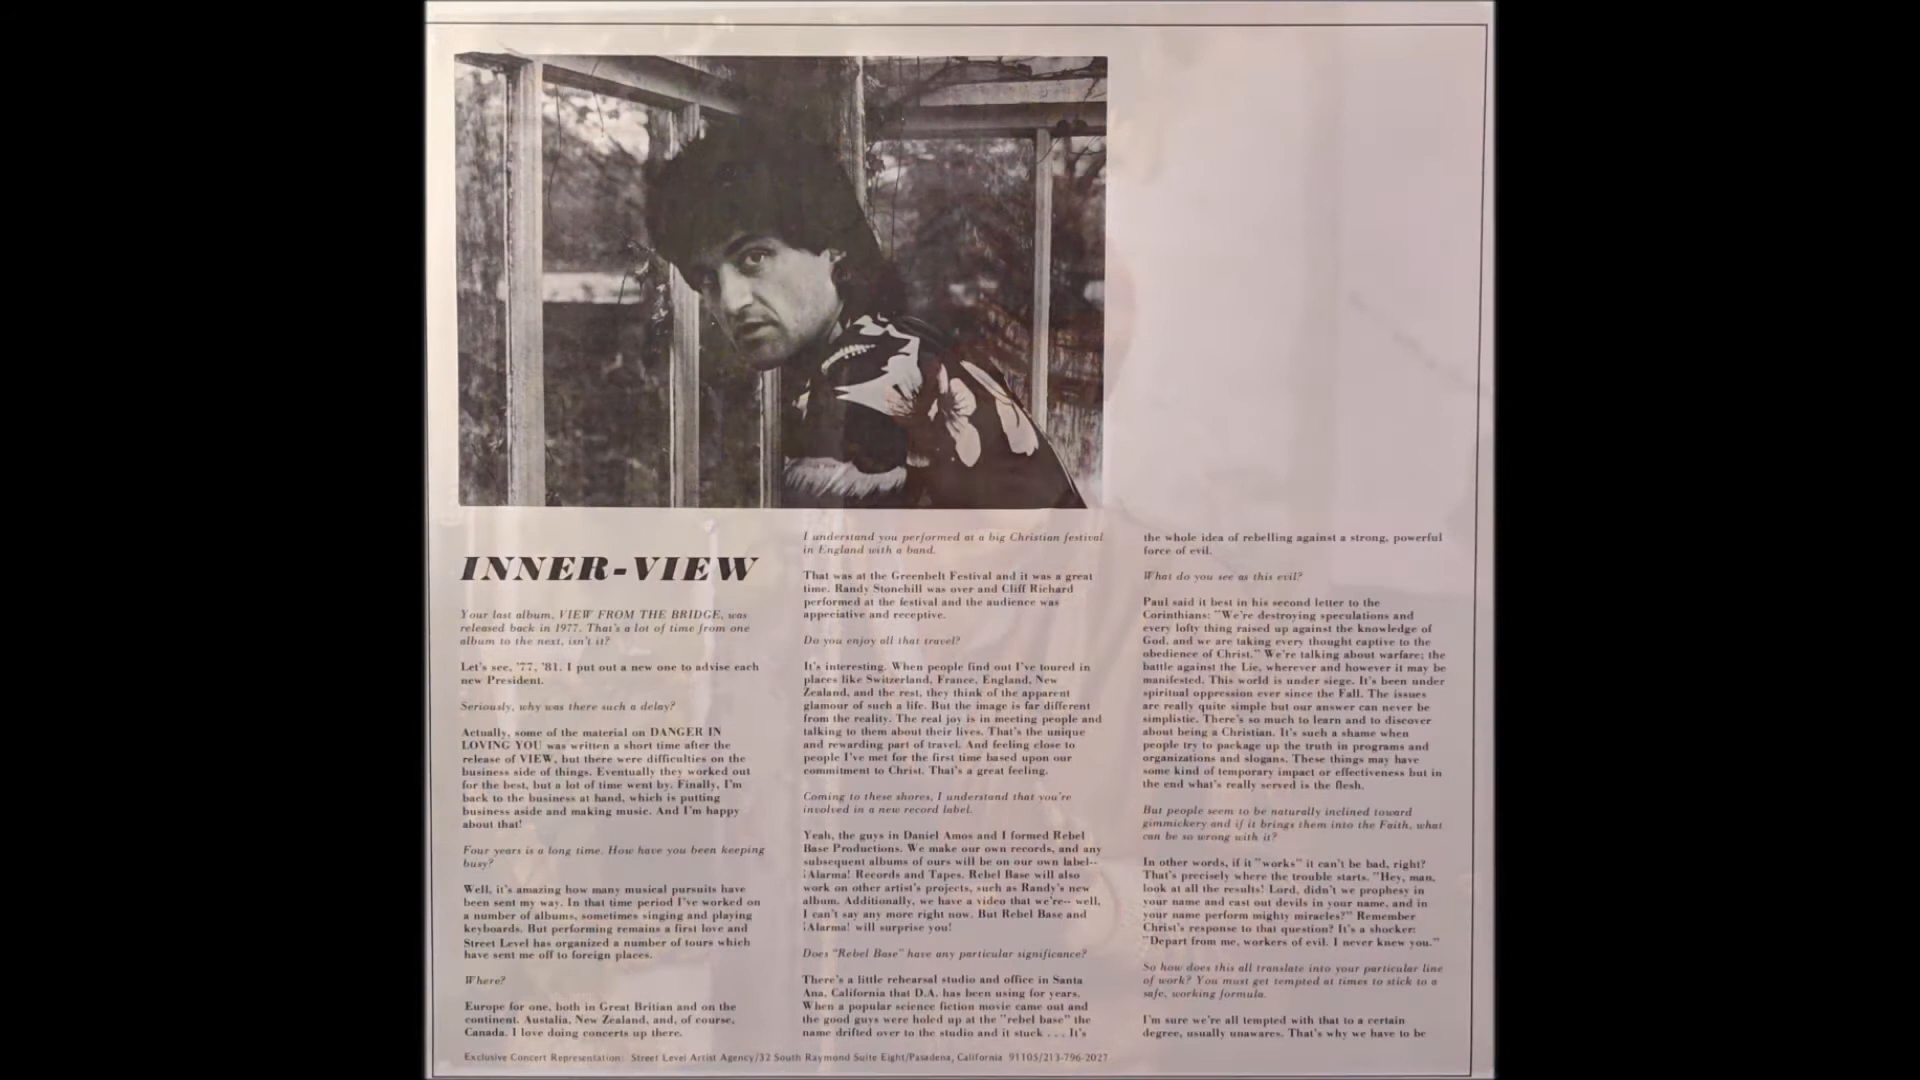 INNER-VIEW
Your last album, VIEW FROM THE BRIDGE, was
released back in 1977. That's a lot of time from one
album to the next, isn't it?
Let's see, '77, '81. I put out a new one to advise each
new President.
Seriously, why was there such a delay?
Actually, some of the material on DANGER IN
LOVING YOU was written a short time after the
release of VIEW, but there were difficulties on the
business side of things. Eventually they worked out
for the best, but a lot of time went by. Finally, I'm
back to the business at hand, which is putting
business aside and making music. And I'm happy
about that!
Four years is a long time. How have you been keeping
busy?
Well, it's amazing how many musical pursuits have
been sent my way. In that time period I've worked on
a number of albums, sometimes singing and playing
keyboards. But performing remains a first love and
Street Level has organized a number of tours which
have sent me off to foreign places.
Where?
Europe for one, both in Great Britian and on the
continent. Austalia, New Zealand, and, of course,
Canada. I love doing concerts up there.
I understand you performed at a big Christian festival
in England with a band.
That was at the Greenbelt Festival and it was a great
time. Randy Stonehill was over and Cliff Richard
performed at the festival and the audience was
appreciative and receptive.
Do you enjoy all that travel?
It's interesting. When people find out I've toured in
places like Switzerland, France, England, New
Zealand, and the rest, they think of the apparent
glamour of such a life. But the image is far different
from the reality. The real joy is in meeting people and
talking to them about their lives. That's the unique
and rewarding part of travel. And feeling close to
people I've met for the first time based upon our
commitment to Christ. That's a great feeling.
Coming to these shores, I understand that you're
involved in a new record label.
Yeah, the guys in Daniel Amos and I formed Rebel
Base Productions. We make our own records, and any
subsequent albums of ours will be on our own label--
¡Alarma! Records and Tapes. Rebel Base will also
work on other artist's projects, such as Randy's new
album. Additionally, we have a video that we're-- well,
I can't say any more right now. But Rebel Base and
¡Alarma! will surprise you!
Does "Rebel Base" have any particular significance?
There's a little rehearsal studio and office in Santa
Ana, California that D.A. has been using for years.
When a popular science fiction movie came out and
the good guys were holed up at the "rebel base" the
name drifted over to the studio and it stuck . . . It's
the whole idea of rebelling against a strong, powerful
force of evil.
What do you see as this evil?
Paul said it best in his second letter to the
Corinthians: "We're destroying speculations and
every lofty thing raised up against the knowledge of
God, and we are taking every thought captive to the
obedience of Christ." We're talking about warfare; the
battle against the Lie, wherever and however it may be
manifested. This world is under siege. It's been under
spiritual oppression ever since the Fall. The issues
are really quite simple but our answer can never be
simplistic. There's so much to learn and to discover
about being a Christian. It's such a shame when
people try to package up the truth in programs and
organizations and slogans. These things may have
some kind of temporary impact or effectiveness but in
the end what's really served is the flesh.
But people seem to be naturally inclined toward
gimmickery and if it brings them into the Faith, what
can be so wrong with it?
In other words, if it "works" it can't be bad, right?
That's precisely where the trouble starts. "Hey, man,
look at all the results! Lord, didn't we prophesy in
your name and cast out devils in your name, and in
your name perform mighty miracles?" Remember
Christ's response to that question? It's a shocker:
"Depart from me, workers of evil. I never knew you."
So how does this all translate into your particular line
of work? You must get tempted at times to stick to a
safe, working formula.
I'm sure we're all tempted with that to a certain
degree, usually unawares. That's why we have to be
Exclusive Concert Representation: Street Level Artist Agency/32 South Raymond Suite Eight/Pasadena, California 91105/213-796-2027